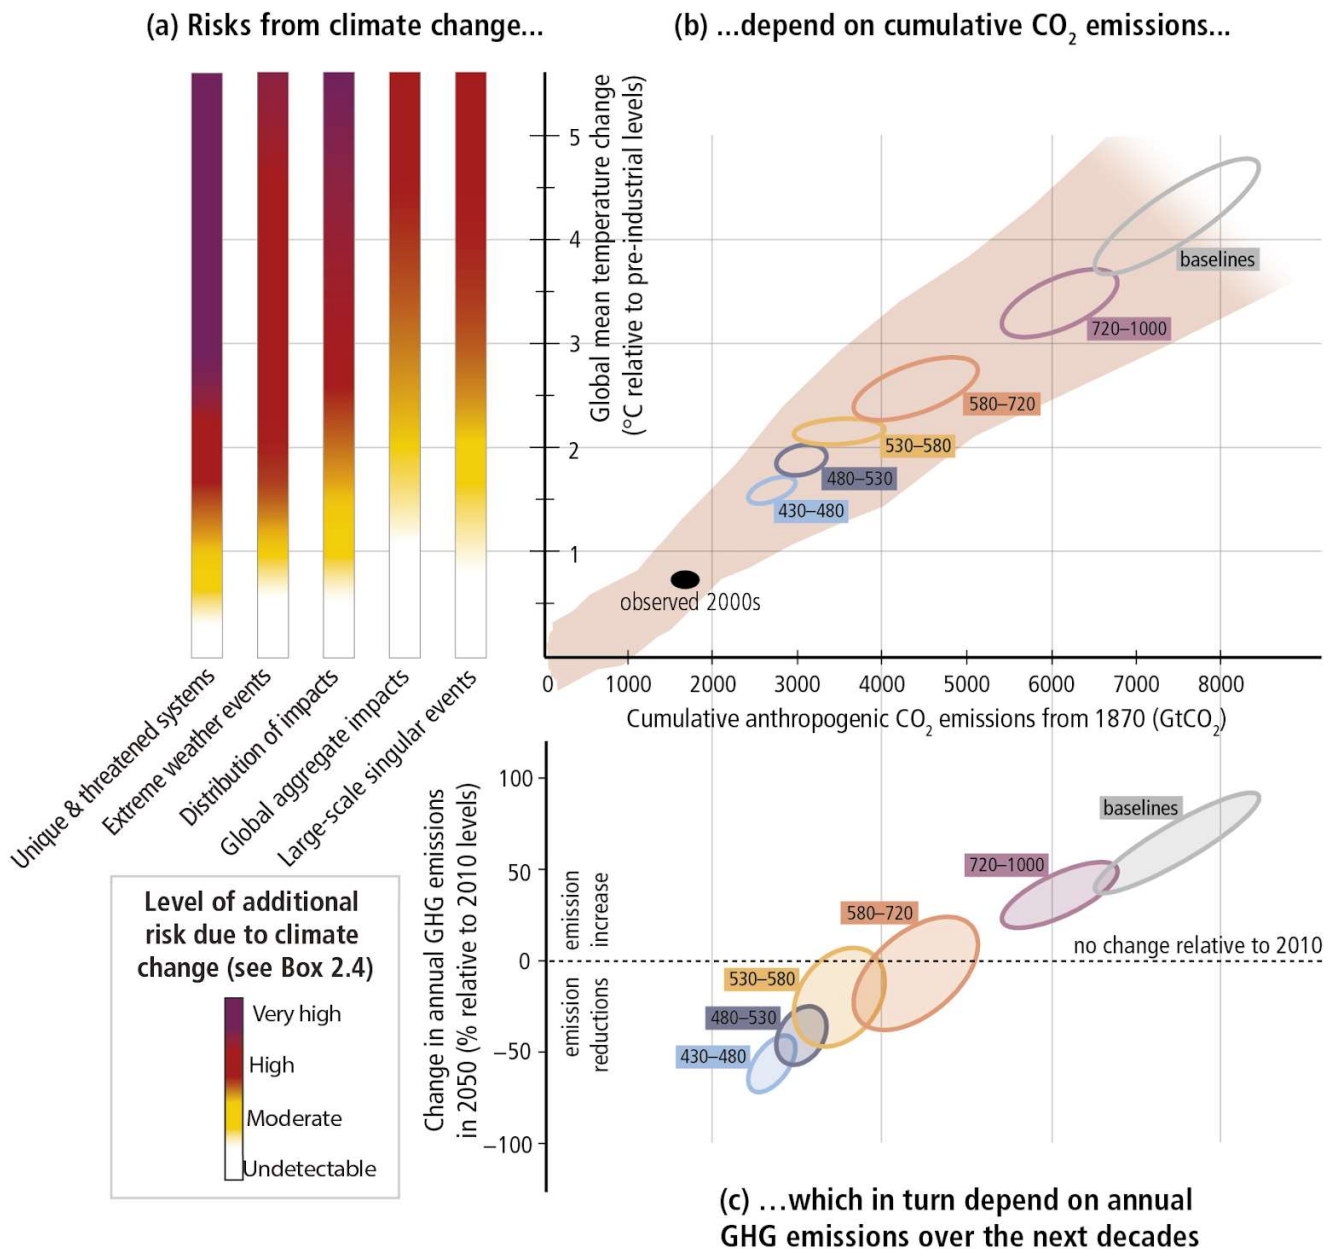 (a) Risks from climate change...
(b) ...depend on cumulative CO₂ emissions...
Global mean temperature change
(°C relative to pre-industrial levels)
5
4
3
2
1
baselines
720–1000
580–720
530–580
480–530
430–480
observed 2000s
0
1000
2000
3000
4000
5000
6000
7000
8000
Cumulative anthropogenic CO₂ emissions from 1870 (GtCO₂)
Unique & threatened systems
Extreme weather events
Distribution of impacts
Global aggregate impacts
Large-scale singular events
Level of additional
risk due to climate
change (see Box 2.4)
Very high
High
Moderate
Undetectable
Change in annual GHG emissions
in 2050 (% relative to 2010 levels)
100
50
0
−50
−100
emission
increase
emission
reductions
baselines
720–1000
580–720
no change relative to 2010
530–580
480–530
430–480
(c) ...which in turn depend on annual
GHG emissions over the next decades